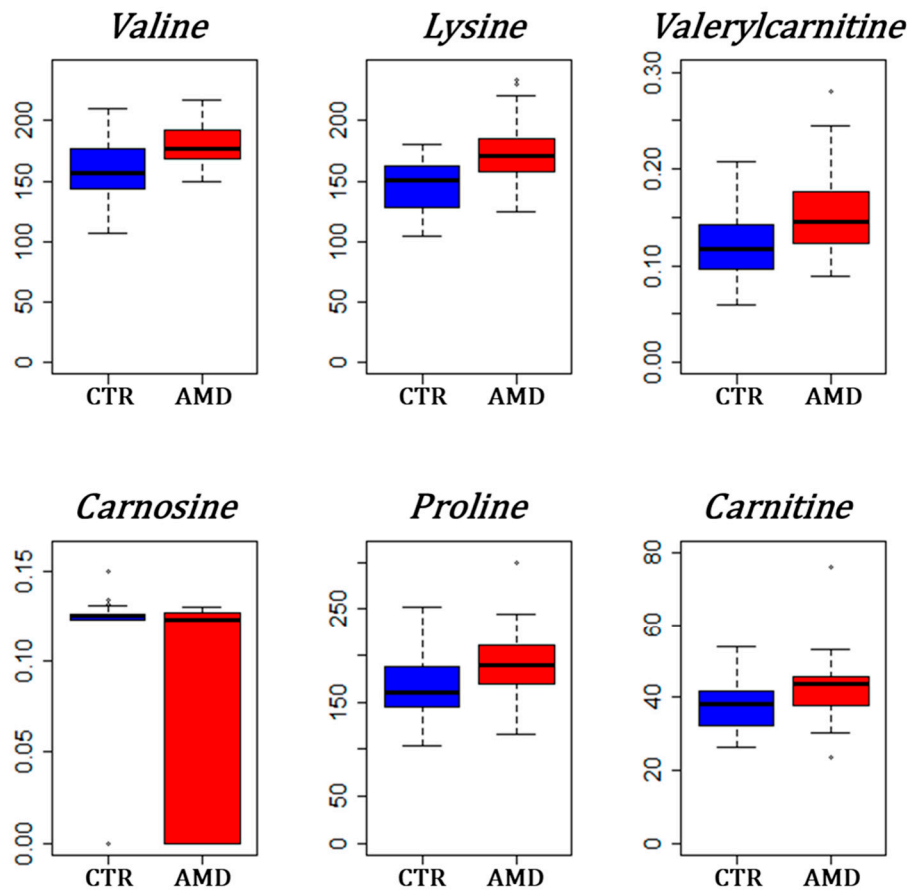 Valine
Lysine
Valerylcarnitine
0 50 100 150 200
CTR AMD
0 50 100 150 200
CTR AMD
0.00 0.10 0.20 0.30
CTR AMD
Carnosine
Proline
Carnitine
0.00 0.05 0.10 0.15
CTR AMD
0 50 150 250
CTR AMD
0 20 40 60 80
CTR AMD